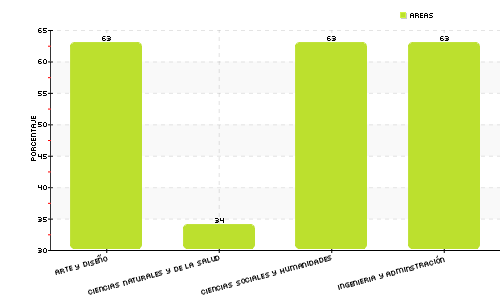 AREAS
63
34
63
63
PORCENTAJE
65
60
55
50
45
40
35
30
ARTE Y DISEÑO
CIENCIAS NATURALES Y DE LA SALUD
CIENCIAS SOCIALES Y HUMANIDADES
INGENIERIA Y ADMINISTRACIÓN